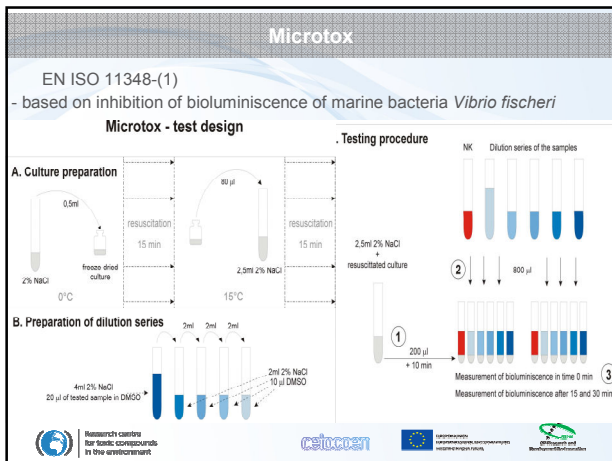 Microtox
EN ISO 11348-(1)
- based on inhibition of bioluminiscence of marine bacteria Vibrio fischeri
Microtox - test design
A. Culture preparation
0,5ml
2% NaCl
freeze dried
culture
0°C
resuscitation
15 min
80 µl
2,5ml 2% NaCl
15°C
resuscitation
15 min
B. Preparation of dilution series
2ml
2ml
2ml
4ml 2% NaCl
20 µl of tested sample in DMGO
2ml 2% NaCl
10 µl DMSO
. Testing procedure
NK
Dilution series of the samples
2,5ml 2% NaCl
+
resuscittated culture
2
800 µl
1
200 µl
+ 10 min
Measurement of bioluminiscence in time 0 min
3
Measurement of bioluminiscence after 15 and 30 min
Research centre
for toxic compounds
in the environment
cetocoen